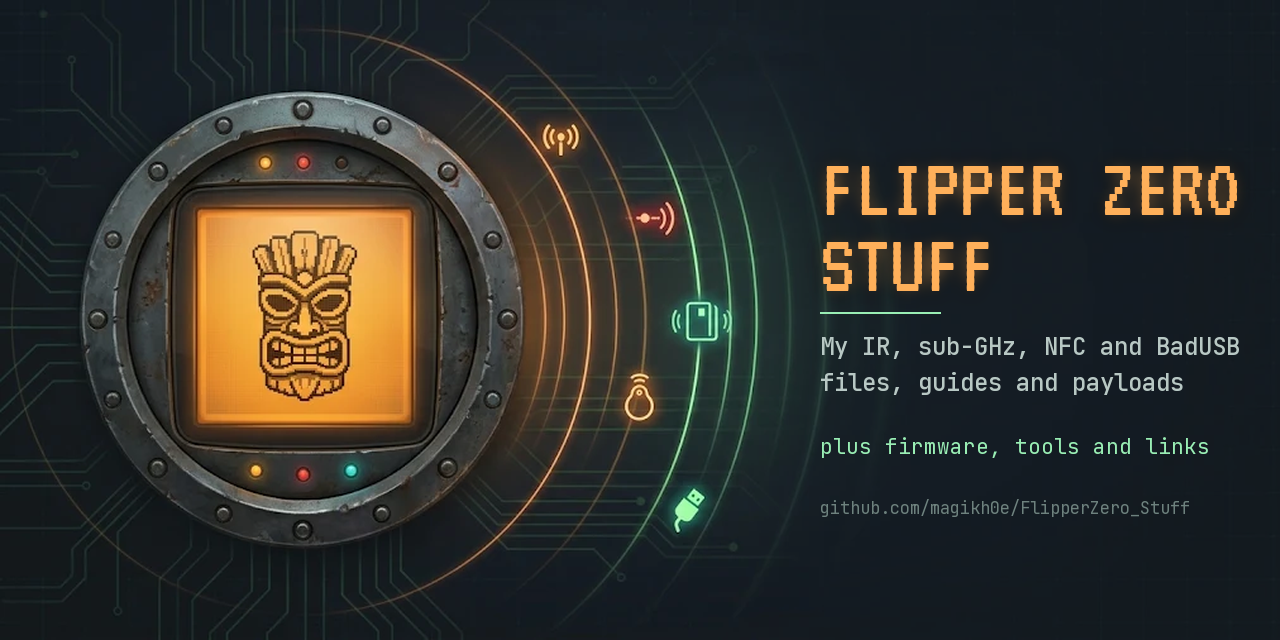 FLIPPER ZERO
STUFF
My IR, sub-GHz, NFC and BadUSB
files, guides and payloads
plus firmware, tools and links
github.com/magikh0e/FlipperZero_Stuff